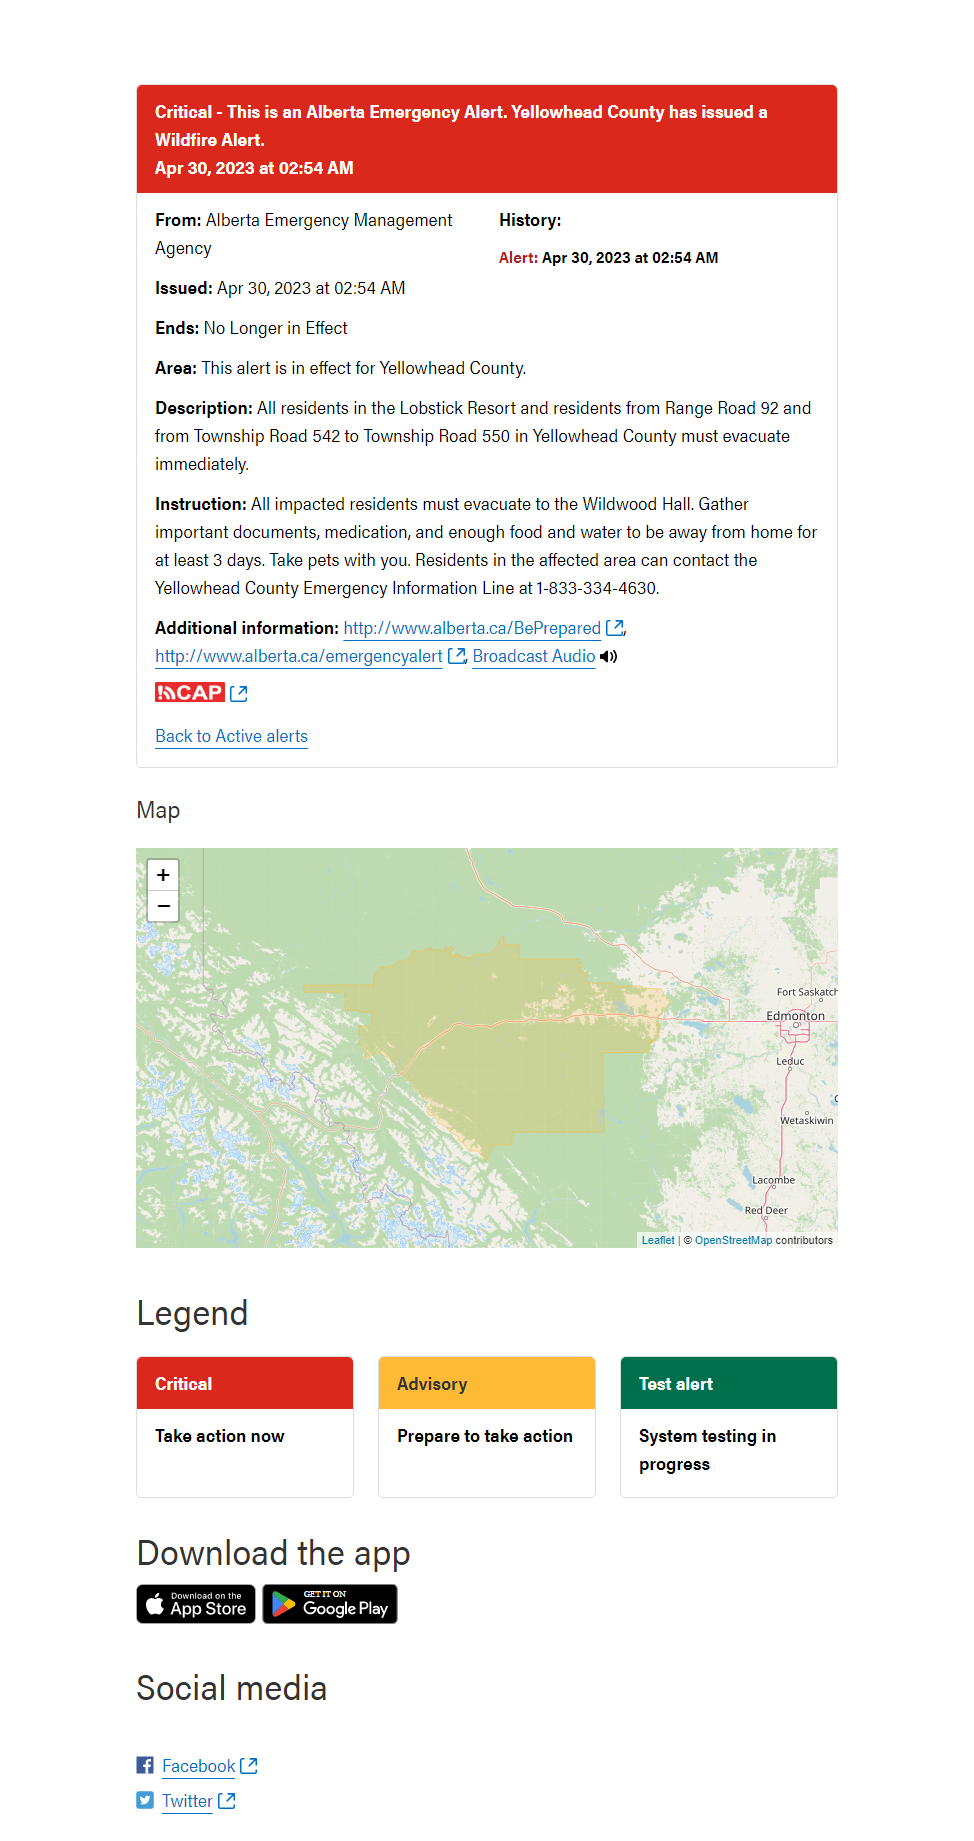 Critical - This is an Alberta Emergency Alert. Yellowhead County has issued a
Wildfire Alert.
Apr 30, 2023 at 02:54 AM
From: Alberta Emergency Management
Agency
Issued: Apr 30, 2023 at 02:54 AM
Ends: No Longer in Effect
History:
Alert: Apr 30, 2023 at 02:54 AM
Area: This alert is in effect for Yellowhead County.
Description: All residents in the Lobstick Resort and residents from Range Road 92 and
from Township Road 542 to Township Road 550 in Yellowhead County must evacuate
immediately.
Instruction: All impacted residents must evacuate to the Wildwood Hall. Gather
important documents, medication, and enough food and water to be away from home for
at least 3 days. Take pets with you. Residents in the affected area can contact the
Yellowhead County Emergency Information Line at 1-833-334-4630.
Additional information: http://www.alberta.ca/BePrepared,
http://www.alberta.ca/emergencyalert, Broadcast Audio
CAP
Back to Active alerts
Map
+
−
Fort Saskatch
Edmonton
Leduc
Wetaskiwin
Lacombe
Red Deer
Leaflet | © OpenStreetMap contributors
Legend
Critical
Take action now
Advisory
Prepare to take action
Test alert
System testing in
progress
Download the app
Download on the
App Store
GET IT ON
Google Play
Social media
Facebook
Twitter